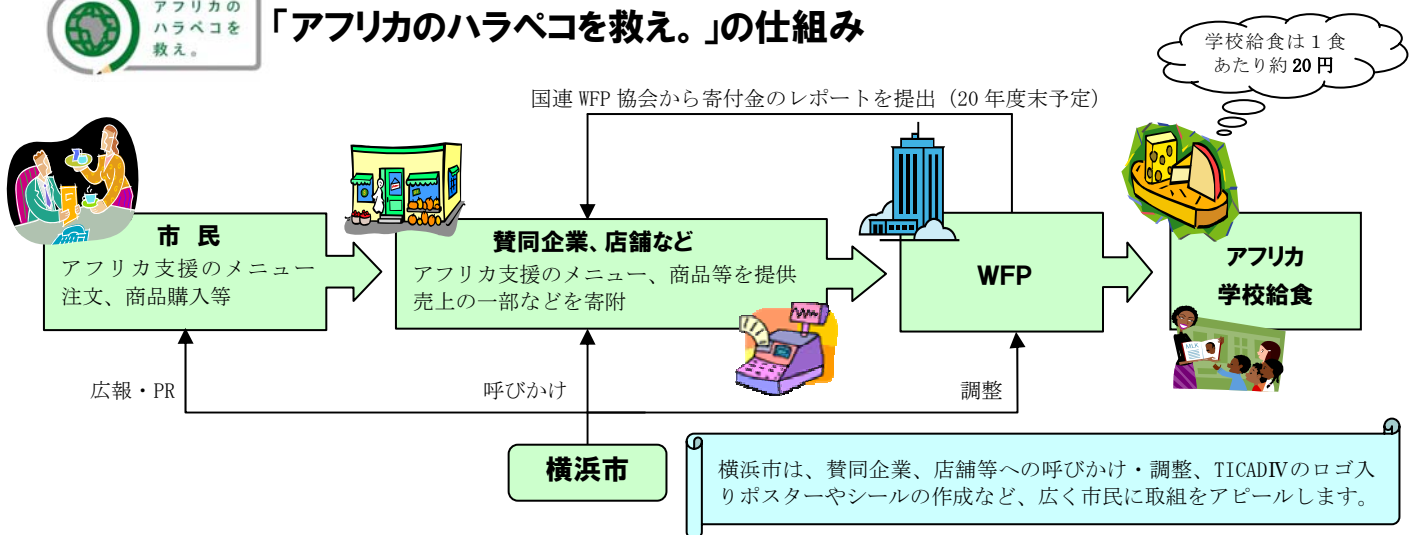 アフリカの
ハラペコを
救え。
「アフリカのハラペコを救え。」の仕組み
学校給食は１食
あたり約 20 円
国連 WFP 協会から寄付金のレポートを提出（20 年度末予定）
市 民
アフリカ支援のメニュー
注文、商品購入等
賛同企業、店舗など
アフリカ支援のメニュー、商品等を提供
売上の一部などを寄附
WFP
アフリカ
学校給食
広報・PR
呼びかけ
調整
横浜市
横浜市は、賛同企業、店舗等への呼びかけ・調整、TICADⅣのロゴ入
りポスターやシールの作成など、広く市民に取組をアピールします。